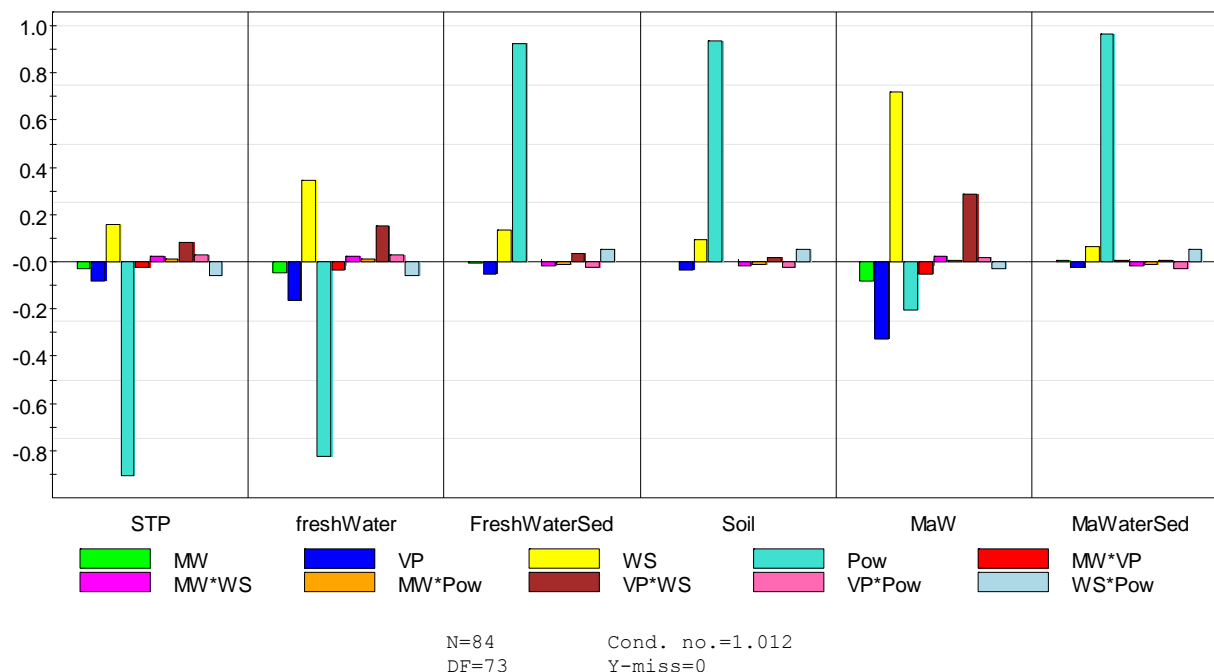 1.0
0.8
0.6
0.4
0.2
-0.0
-0.2
-0.4
-0.6
-0.8
STP freshWater FreshWaterSed Soil MaW MaWaterSed
MW VP WS Pow MW*VP
MW*WS MW*Pow VP*WS VP*Pow WS*Pow
N=84 Cond. no.=1.012
DF=73 Y-miss=0